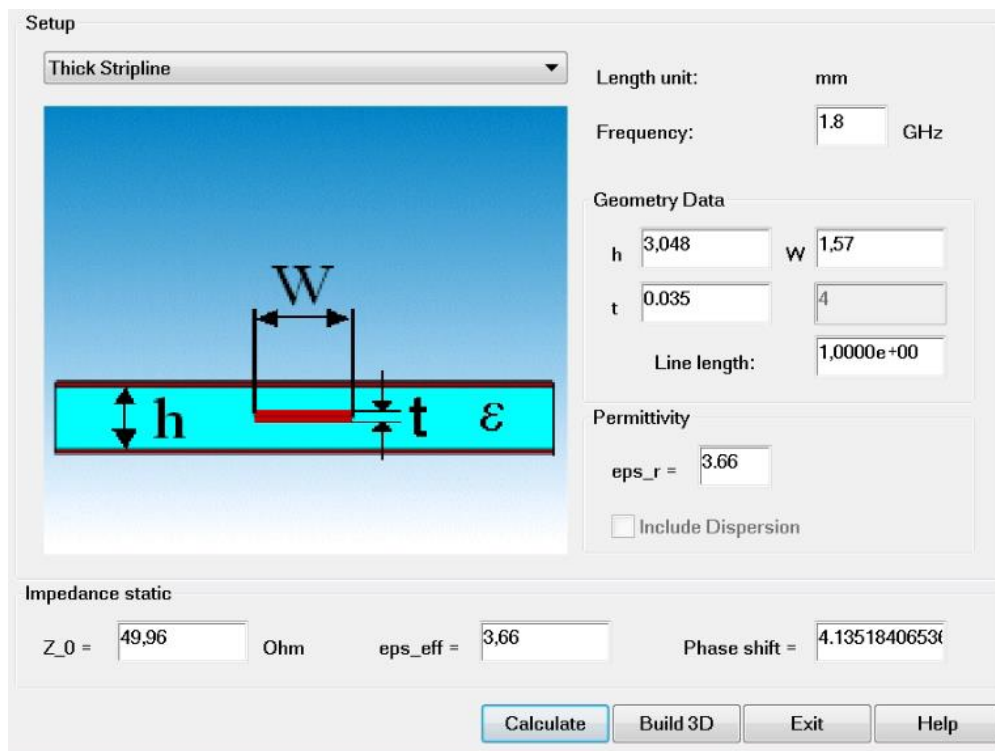 Setup
Thick Stripline
Length unit: mm
Frequency: 1.8 GHz
Geometry Data
h 3,048 W 1,57
t 0.035 4
Line length: 1,0000e+00
W
h t ε
Permittivity
eps_r = 3.66
Include Dispersion
Impedance static
Z_0 = 49,96 Ohm eps_eff = 3,66 Phase shift = 4.1351840653
Calculate Build 3D Exit Help